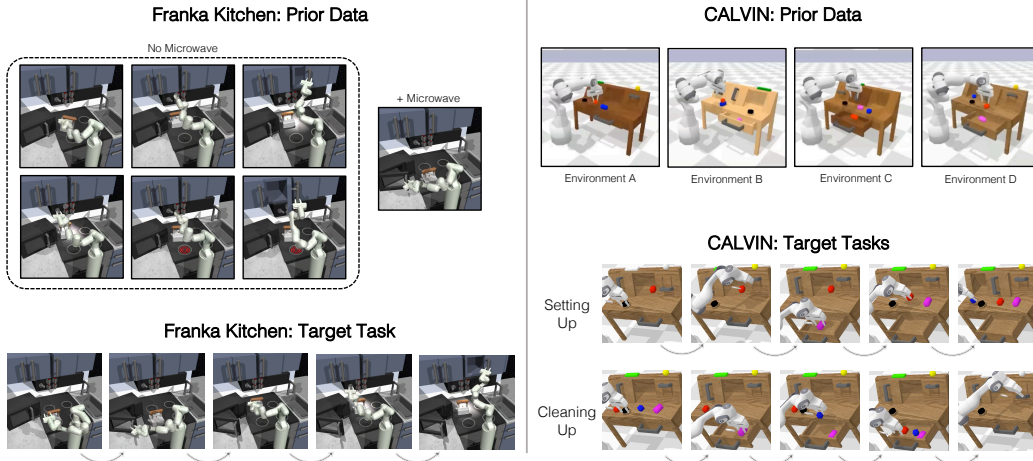 Franka Kitchen: Prior Data
No Microwave
+ Microwave
Franka Kitchen: Target Task
CALVIN: Prior Data
Environment A
Environment B
Environment C
Environment D
CALVIN: Target Tasks
Setting
Up
Cleaning
Up